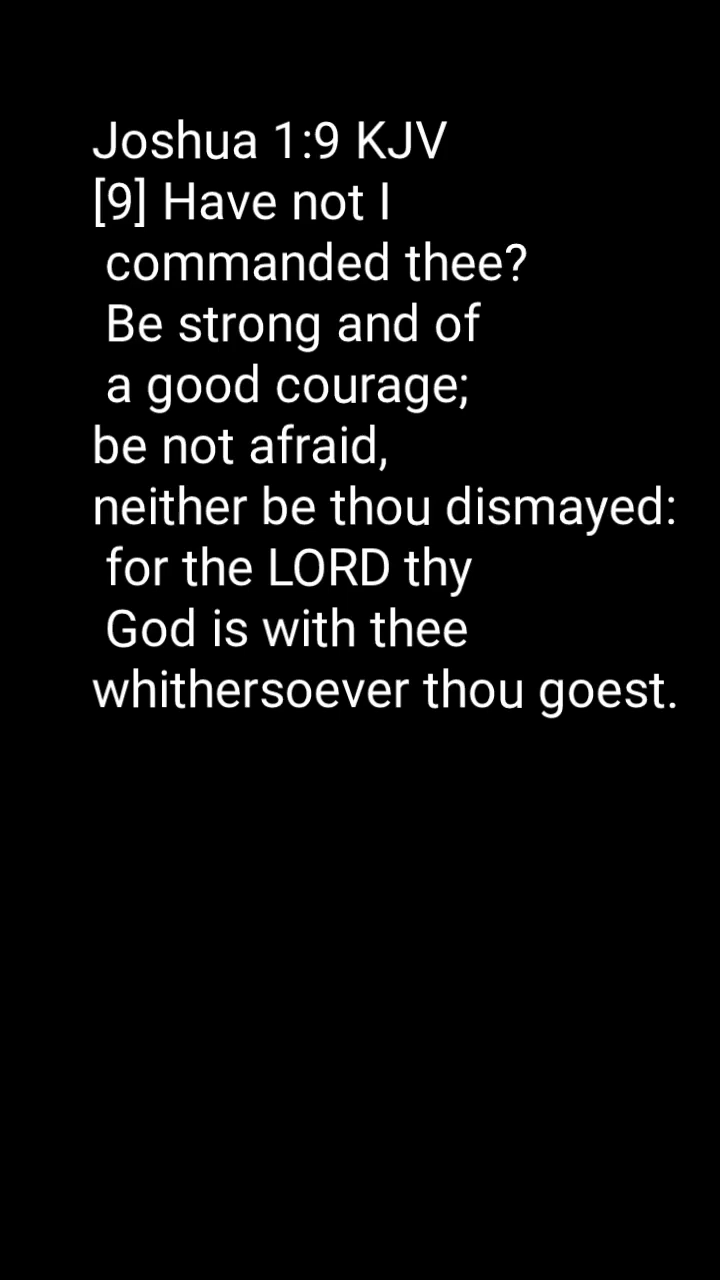 Joshua 1:9 KJV
[9] Have not I
commanded thee?
Be strong and of
a good courage;
be not afraid,
neither be thou dismayed:
for the LORD thy
God is with thee
whithersoever thou goest.